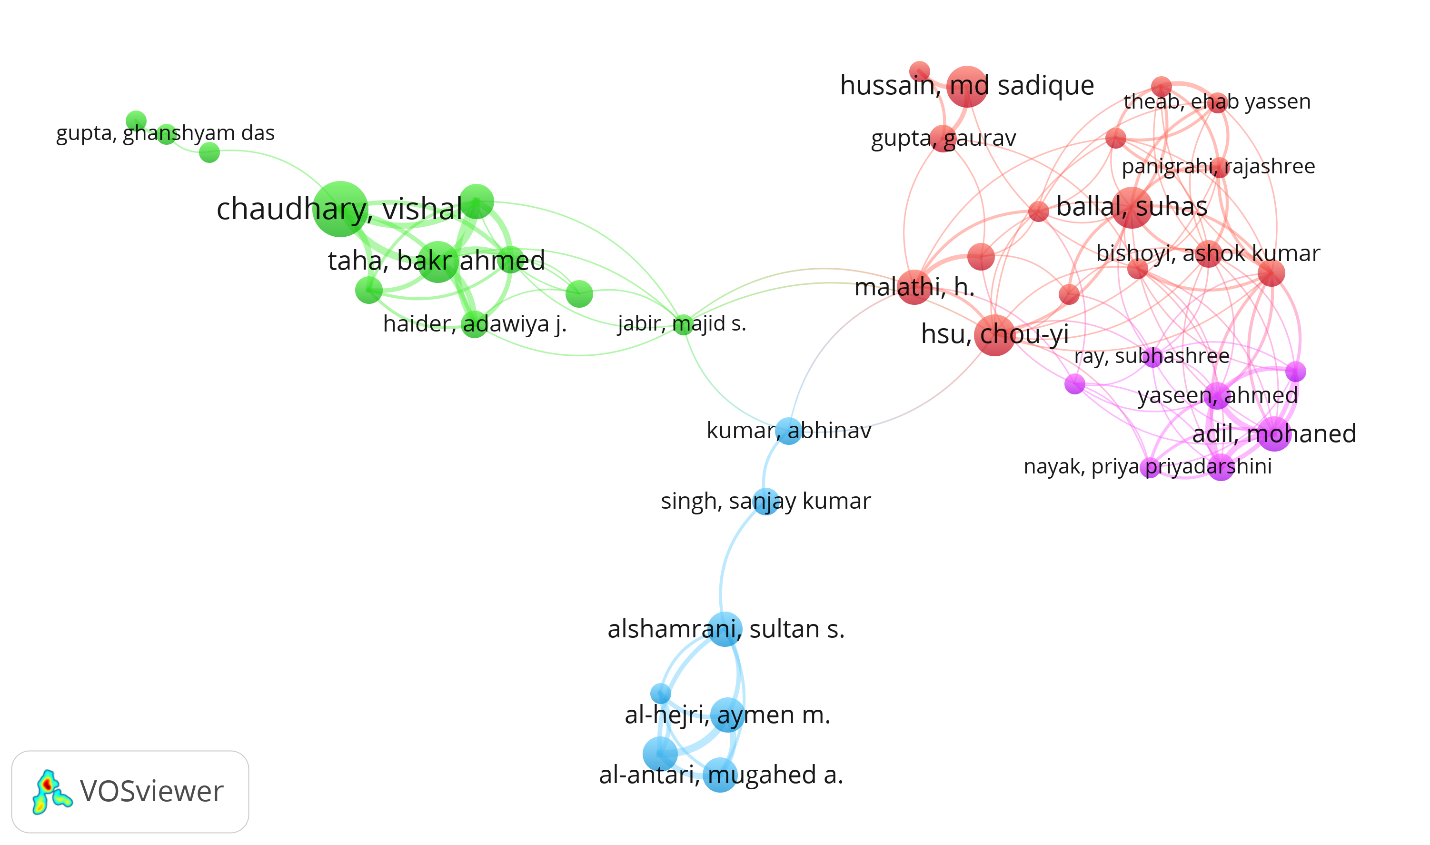 hussain, md sadique
theab, ehab yassen
gupta, ghanshyam das
gupta, gaurav
panigrahi, rajashree
chaudhary, vishal
ballal, suhas
taha, bakr ahmed
bishoyi, ashok kumar
malathi, h.
haider, adawiya j.
jabir, majid s.
hsu, chou-yi
ray, subhashree
yaseen, ahmed
kumar, abhinav
adil, mohaned
nayak, priya priyadarshini
singh, sanjay kumar
alshamrani, sultan s.
al-hejri, aymen m.
al-antari, mugahed a.
VOSviewer